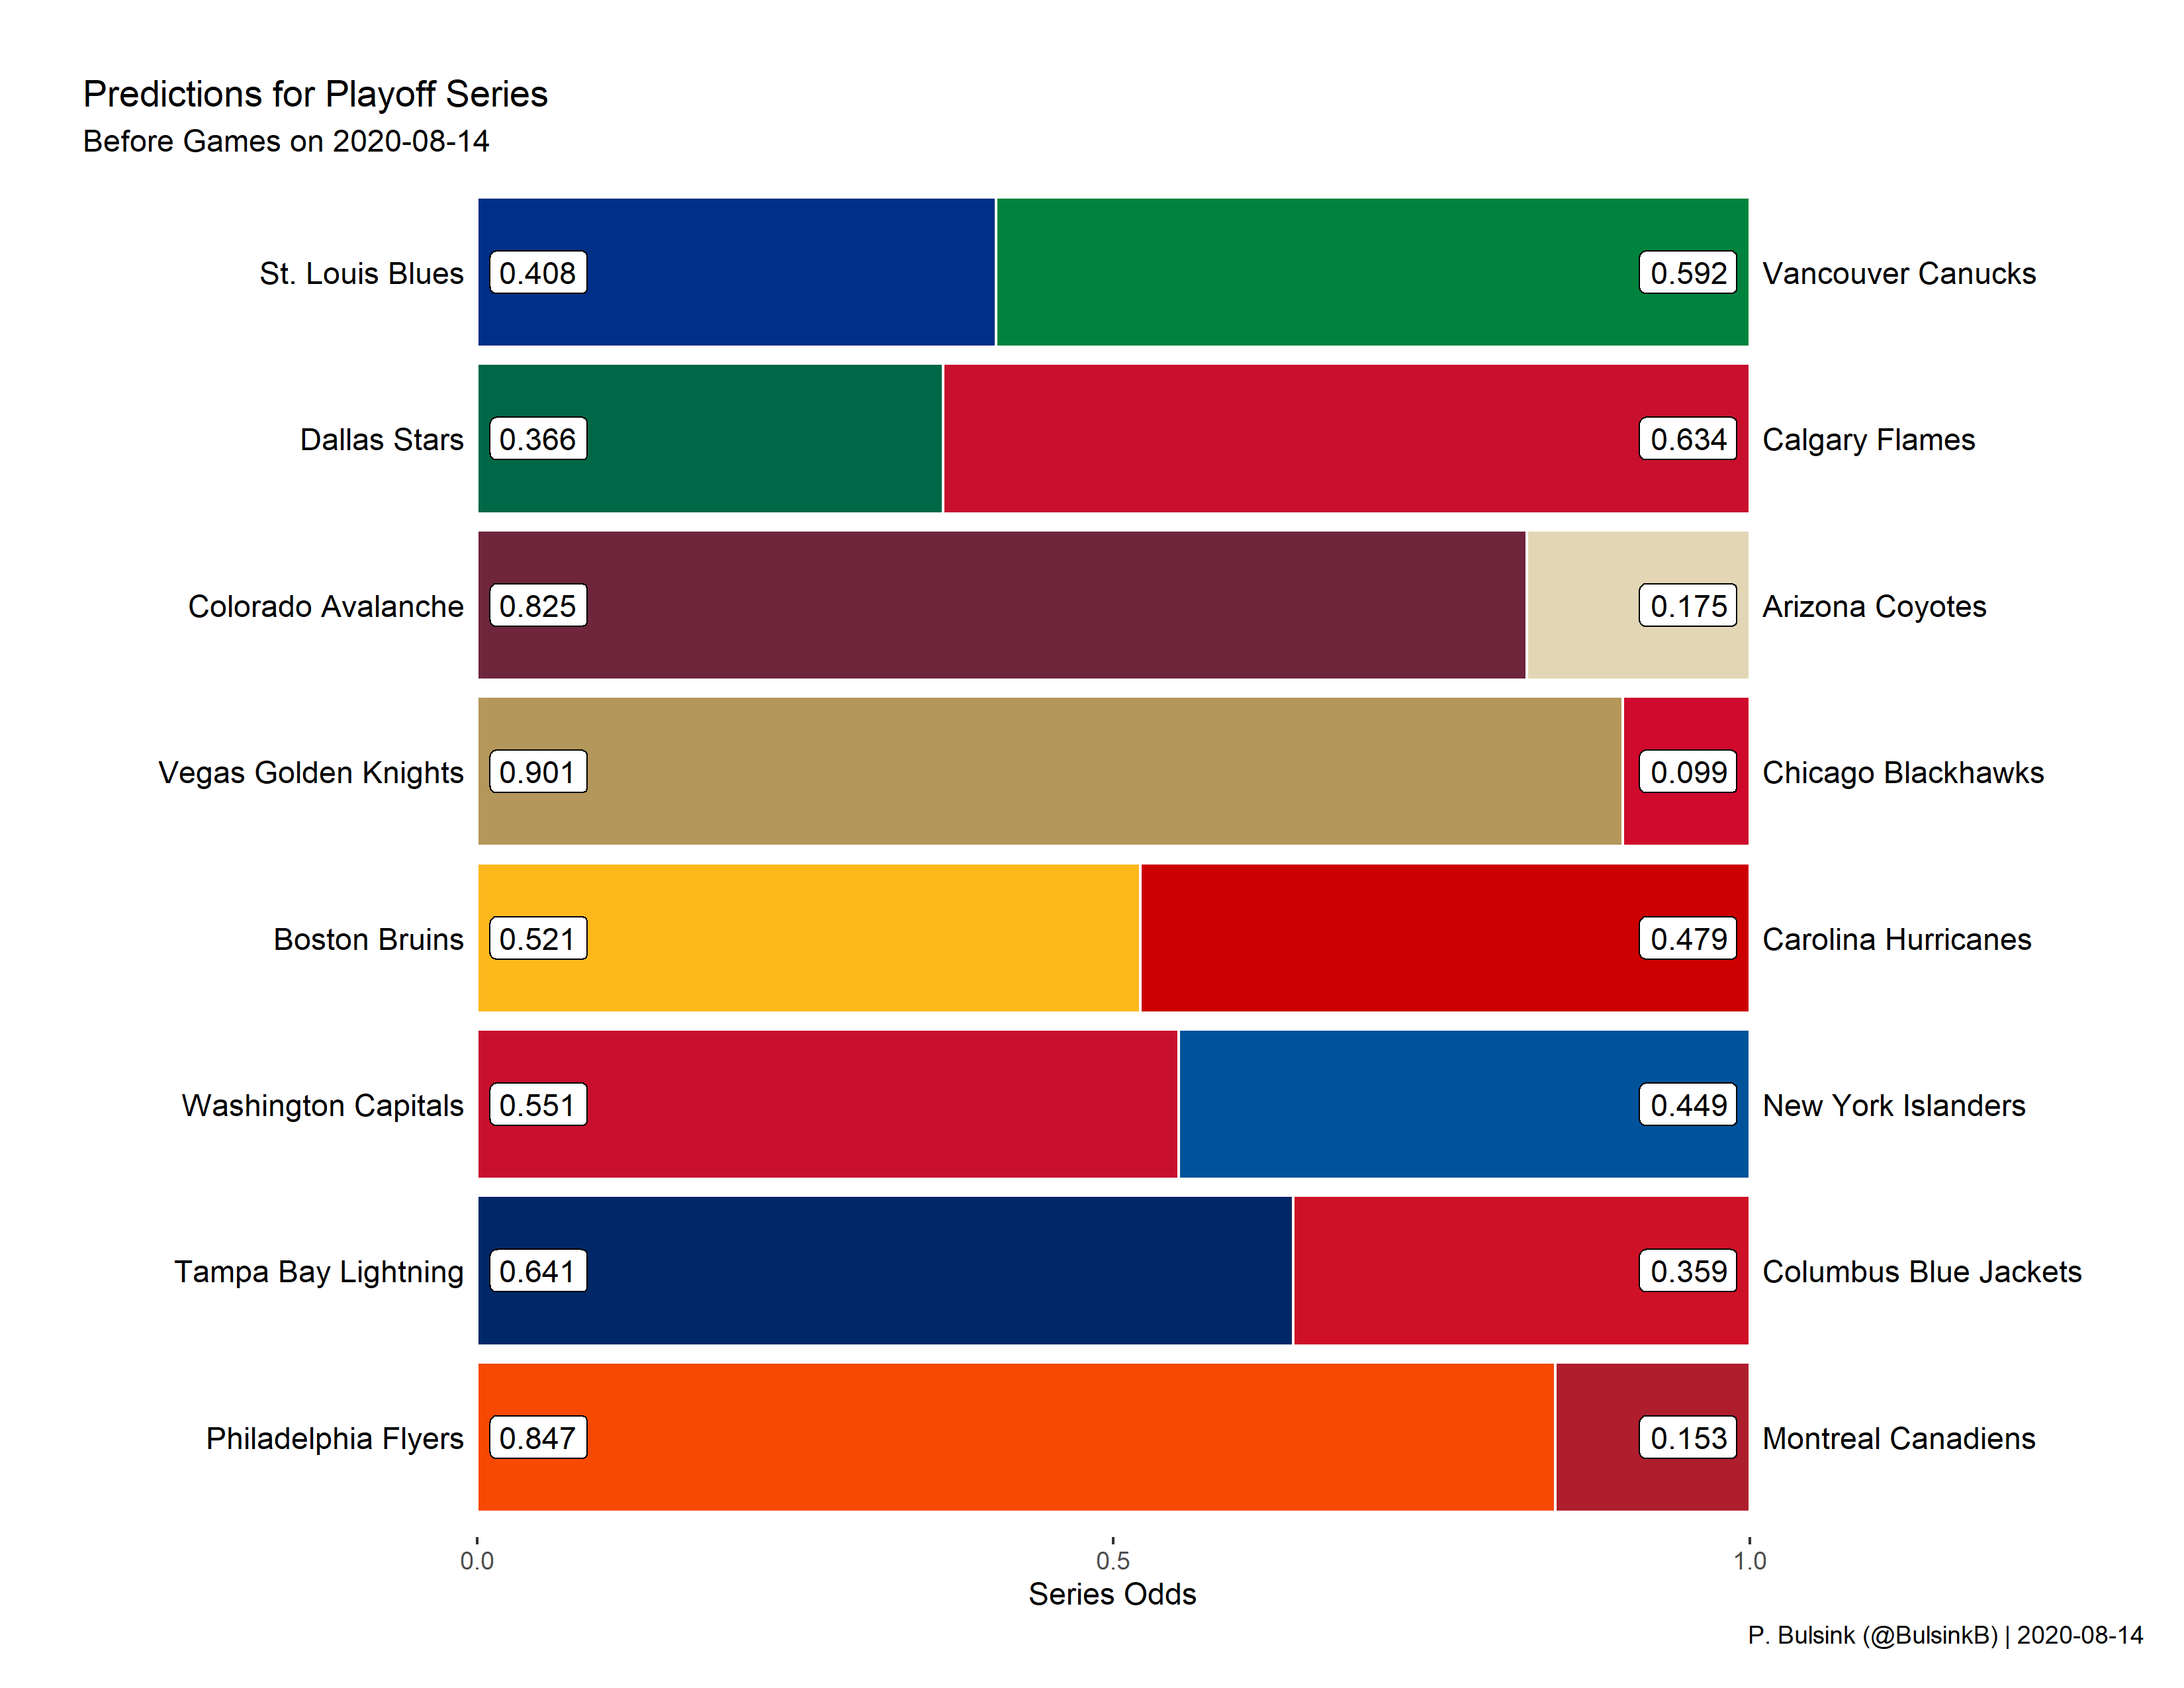 Predictions for Playoff Series
Before Games on 2020-08-14
St. Louis Blues 0.408 0.592 Vancouver Canucks
Dallas Stars 0.366 0.634 Calgary Flames
Colorado Avalanche 0.825 0.175 Arizona Coyotes
Vegas Golden Knights 0.901 0.099 Chicago Blackhawks
Boston Bruins 0.521 0.479 Carolina Hurricanes
Washington Capitals 0.551 0.449 New York Islanders
Tampa Bay Lightning 0.641 0.359 Columbus Blue Jackets
Philadelphia Flyers 0.847 0.153 Montreal Canadiens
0.0 0.5 1.0
Series Odds
P. Bulsink (@BulsinkB) | 2020-08-14